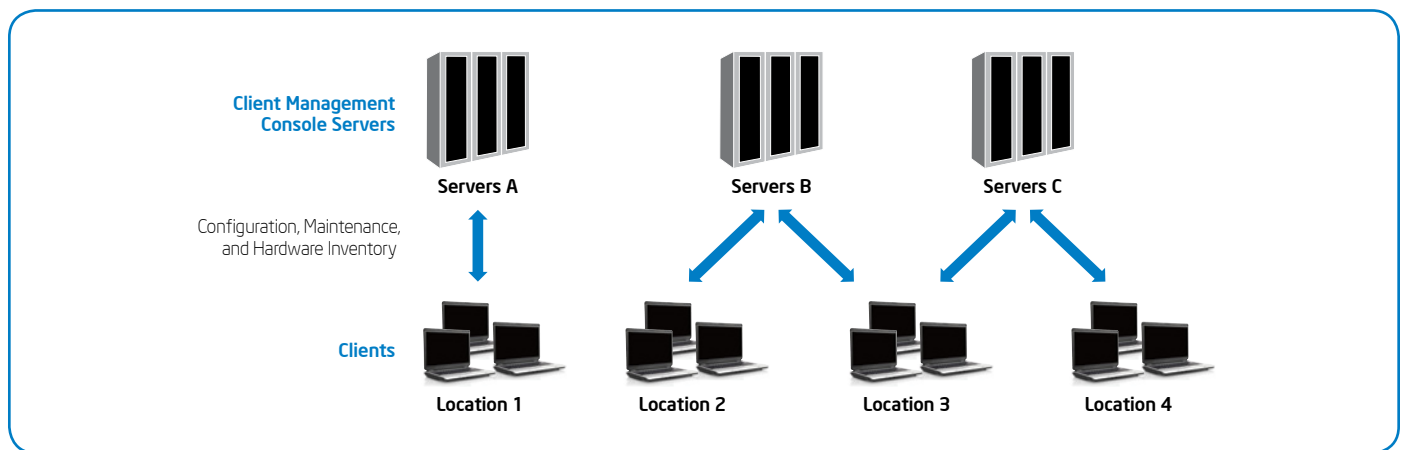 Client Management
Console Servers
Servers A
Servers B
Servers C
Configuration, Maintenance,
and Hardware Inventory
Clients
Location 1
Location 2
Location 3
Location 4